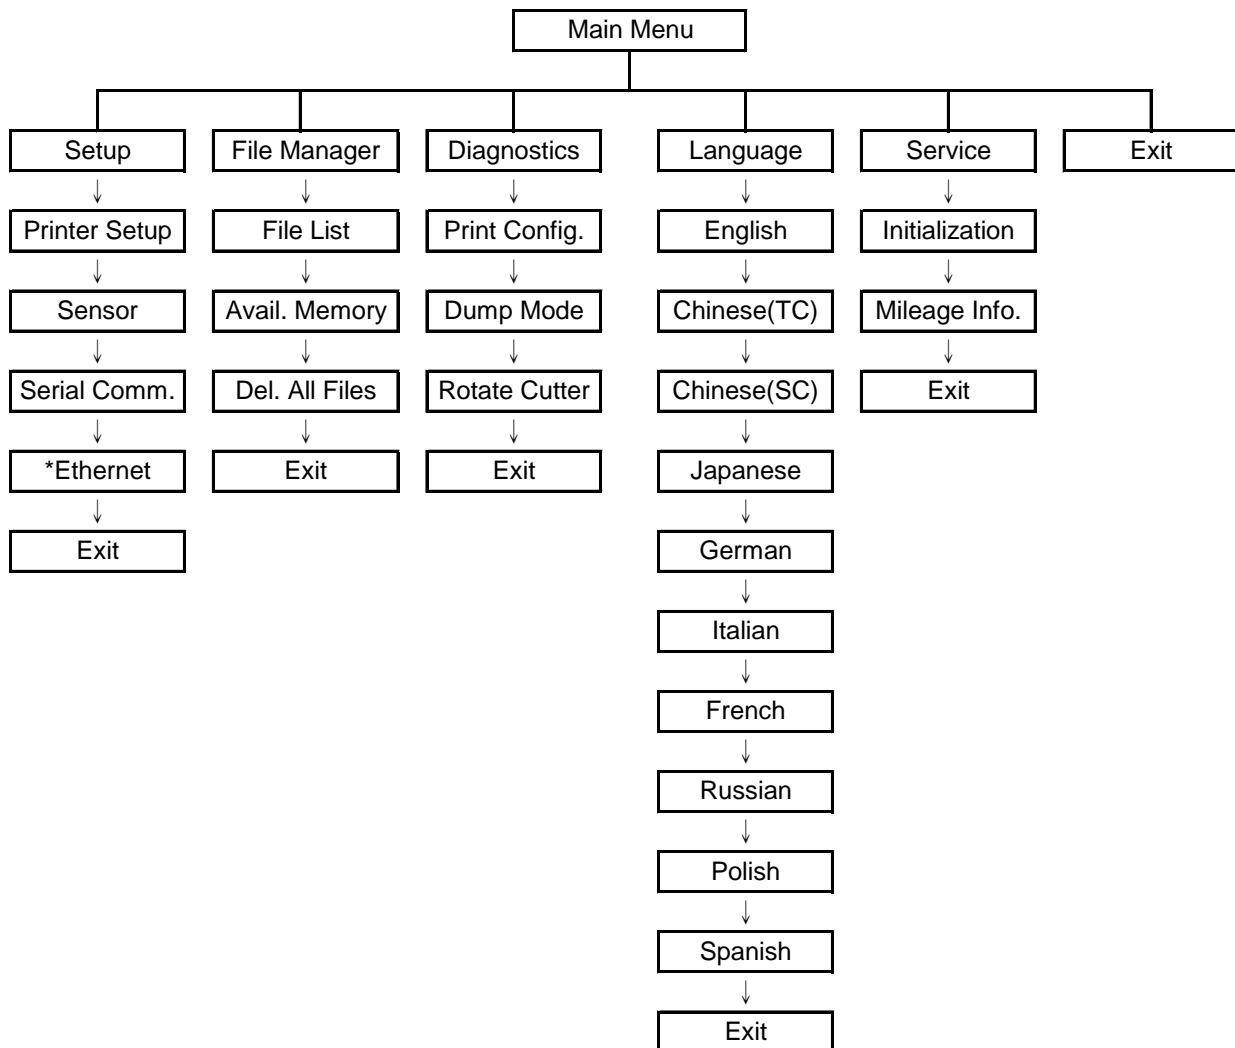 Main Menu
Setup
File Manager
Diagnostics
Language
Service
Exit
Printer Setup
File List
Print Config.
English
Initialization
Sensor
Avail. Memory
Dump Mode
Chinese(TC)
Mileage Info.
Serial Comm.
Del. All Files
Rotate Cutter
Chinese(SC)
Exit
*Ethernet
Exit
Exit
Japanese
Exit
German
Italian
French
Russian
Polish
Spanish
Exit